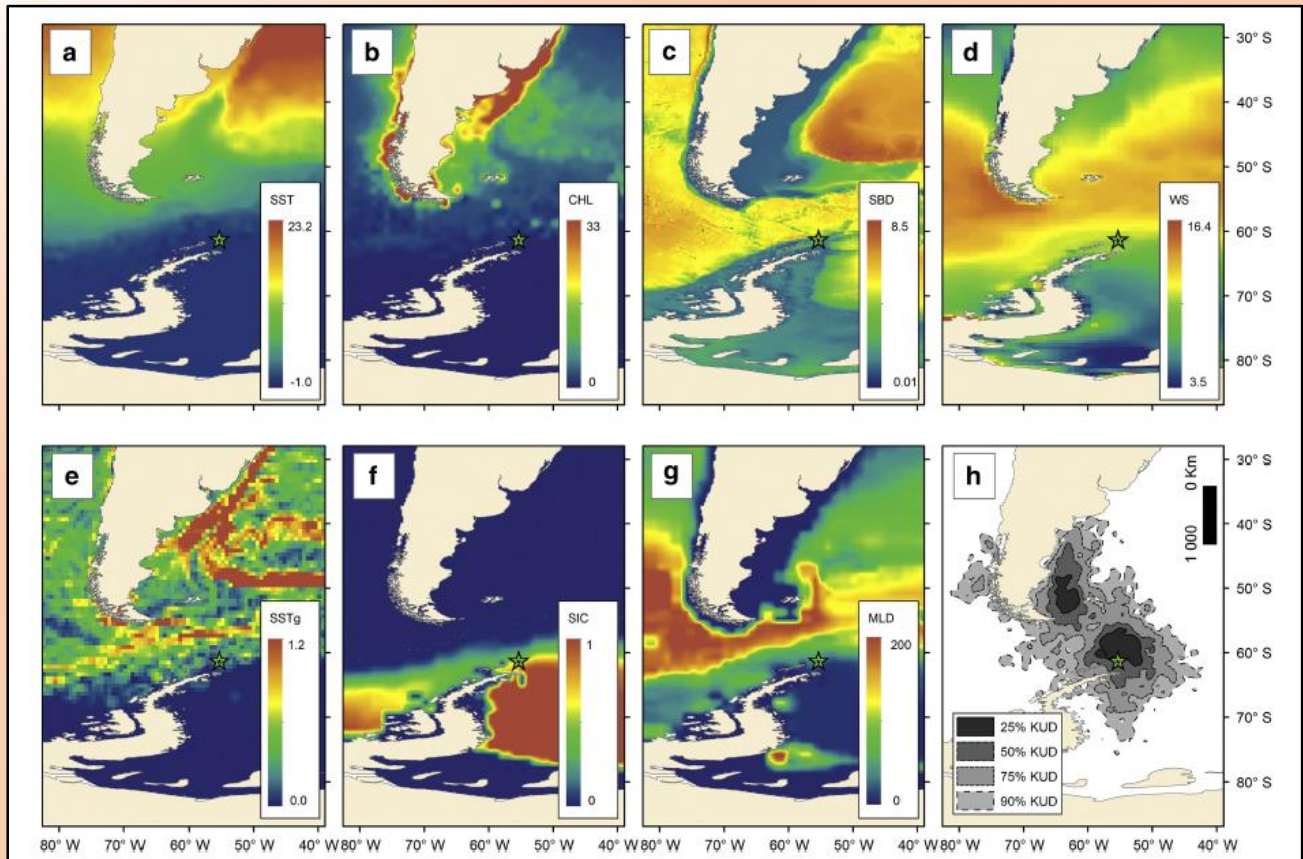 a
b
c
d
30° S
40° S
50° S
60° S
70° S
80° S
SST
23.2
-1.0
CHL
33
0
SBD
8.5
0.01
WS
16.4
3.5
e
f
g
h
0 Km
1 000
30° S
40° S
50° S
60° S
70° S
80° S
SSTg
1.2
0.0
SIC
1
0
MLD
200
0
25% KUD
50% KUD
75% KUD
90% KUD
80° W 70° W 60° W 50° W 40° W 80° W 70° W 60° W 50° W 40° W 80° W 70° W 60° W 50° W 40° W 80° W 70° W 60° W 50° W 40° W